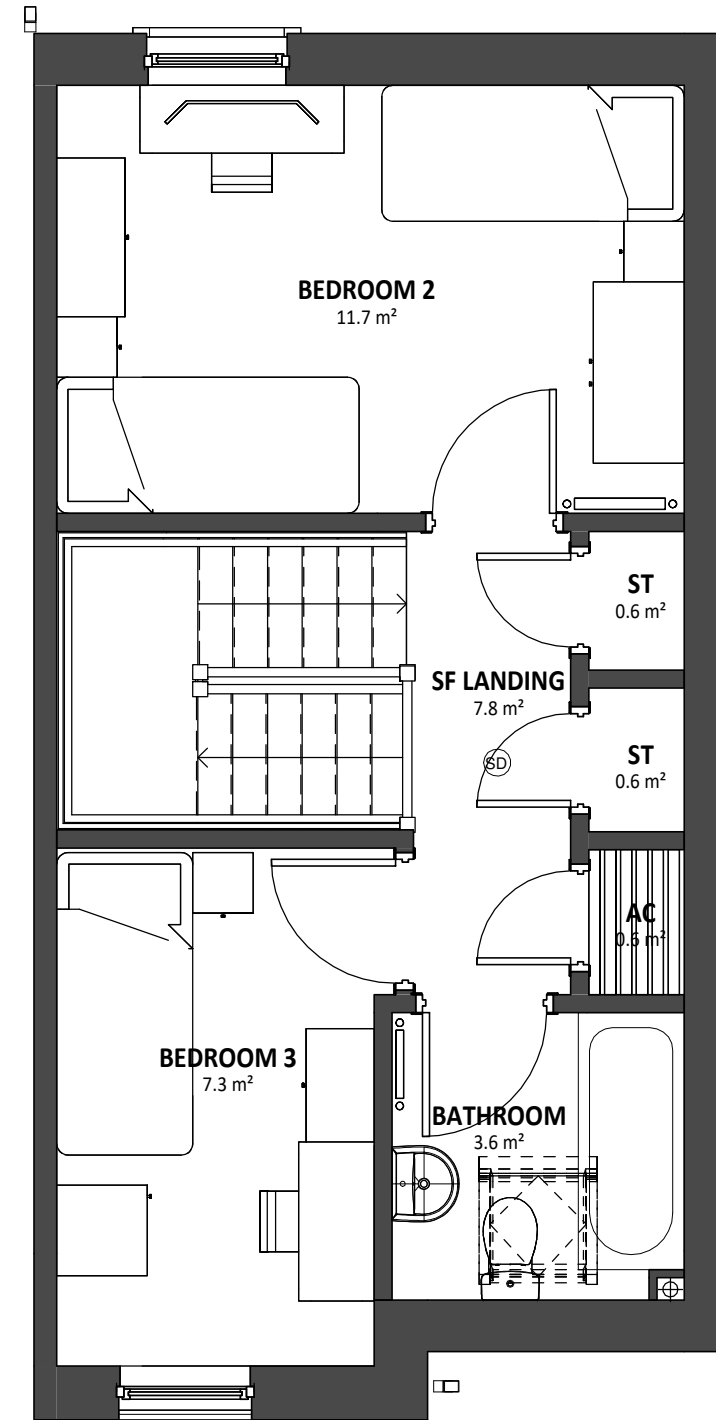 BEDROOM 2
11.7 m²
ST
0.6 m²
SF LANDING
7.8 m²
ST
0.6 m²
SD
AC
0.6 m²
BEDROOM 3
7.3 m²
BATHROOM
3.6 m²